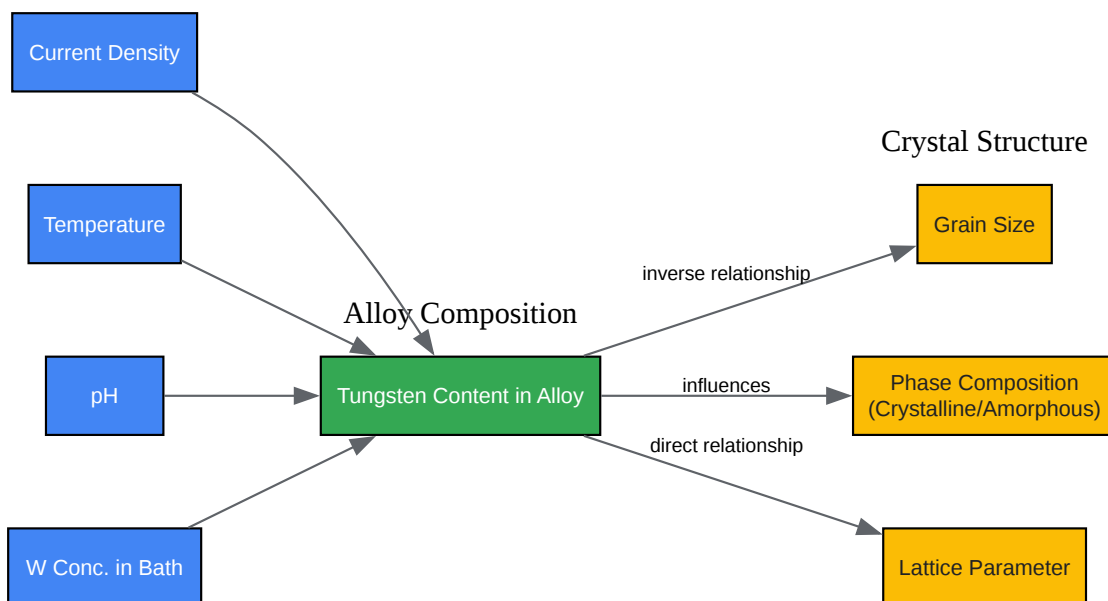 Current Density
Crystal Structure
Temperature
Grain Size
inverse relationship
Alloy Composition
pH
Tungsten Content in Alloy
influences
Phase Composition
(Crystalline/Amorphous)
direct relationship
W Conc. in Bath
Lattice Parameter